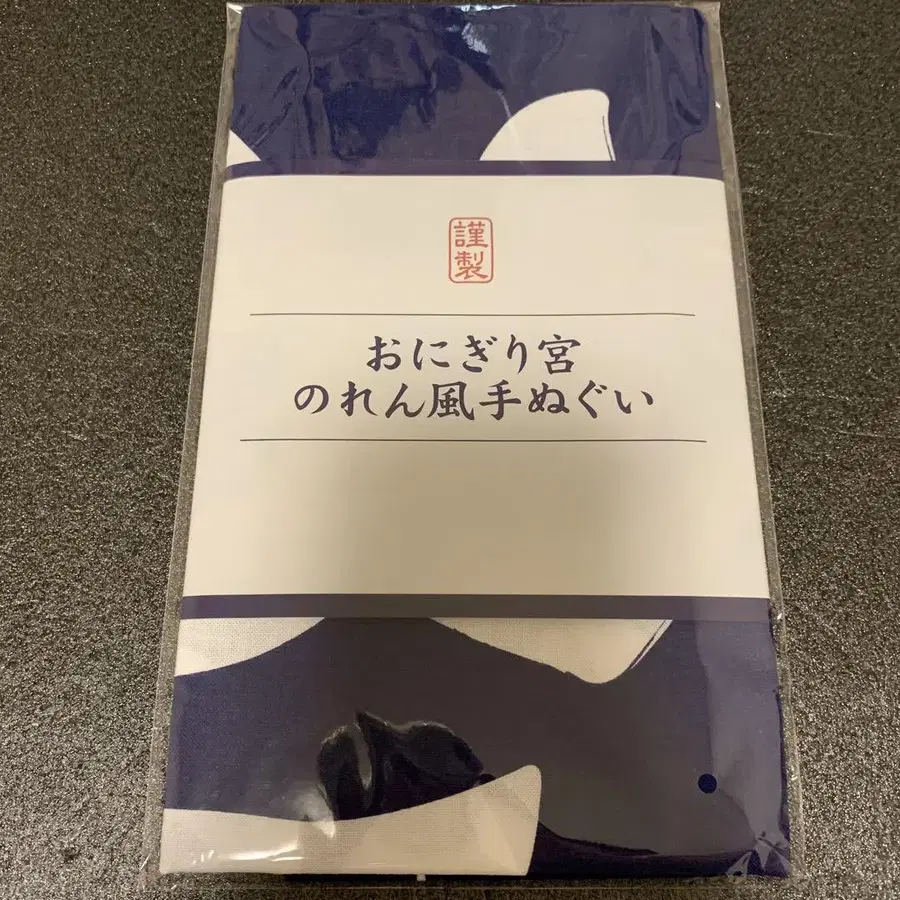 謹
製
おにぎり宮
のれん風手ぬぐい